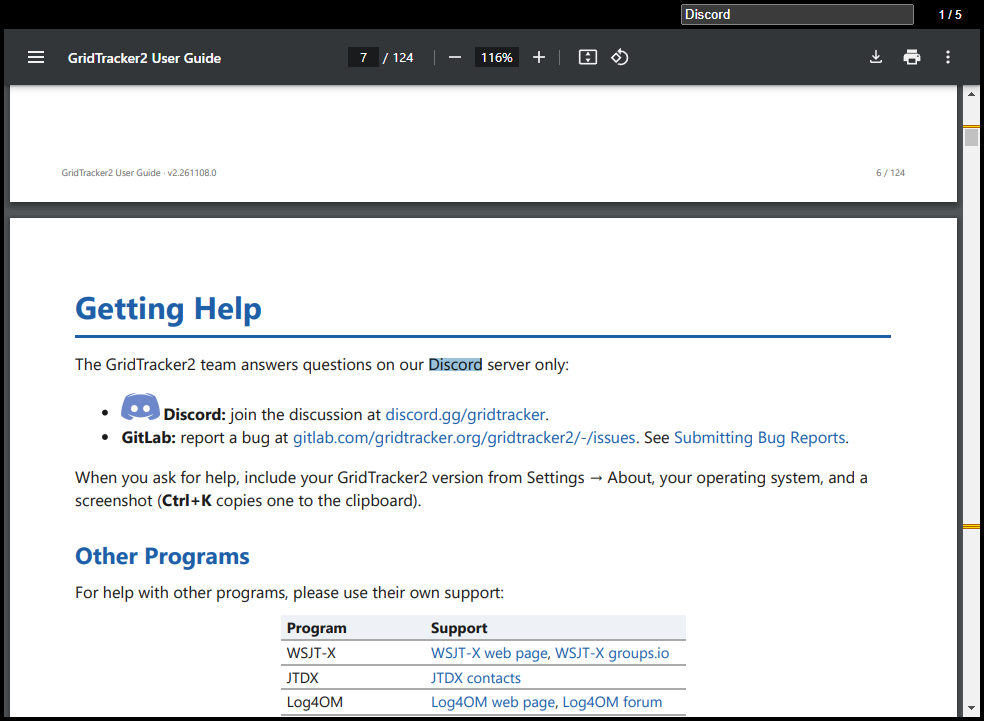 Discord
1 / 5
GridTracker2 User Guide
7 / 124
116%
GridTracker2 User Guide · v2.261108.0
6 / 124
Getting Help
The GridTracker2 team answers questions on our Discord server only:
• Discord: join the discussion at discord.gg/gridtracker.
• GitLab: report a bug at gitlab.com/gridtracker.org/gridtracker2/-/issues. See Submitting Bug Reports.
When you ask for help, include your GridTracker2 version from Settings → About, your operating system, and a
screenshot (Ctrl+K copies one to the clipboard).
Other Programs
For help with other programs, please use their own support:
Program Support
WSJT-X WSJT-X web page, WSJT-X groups.io
JTDX JTDX contacts
Log4OM Log4OM web page, Log4OM forum